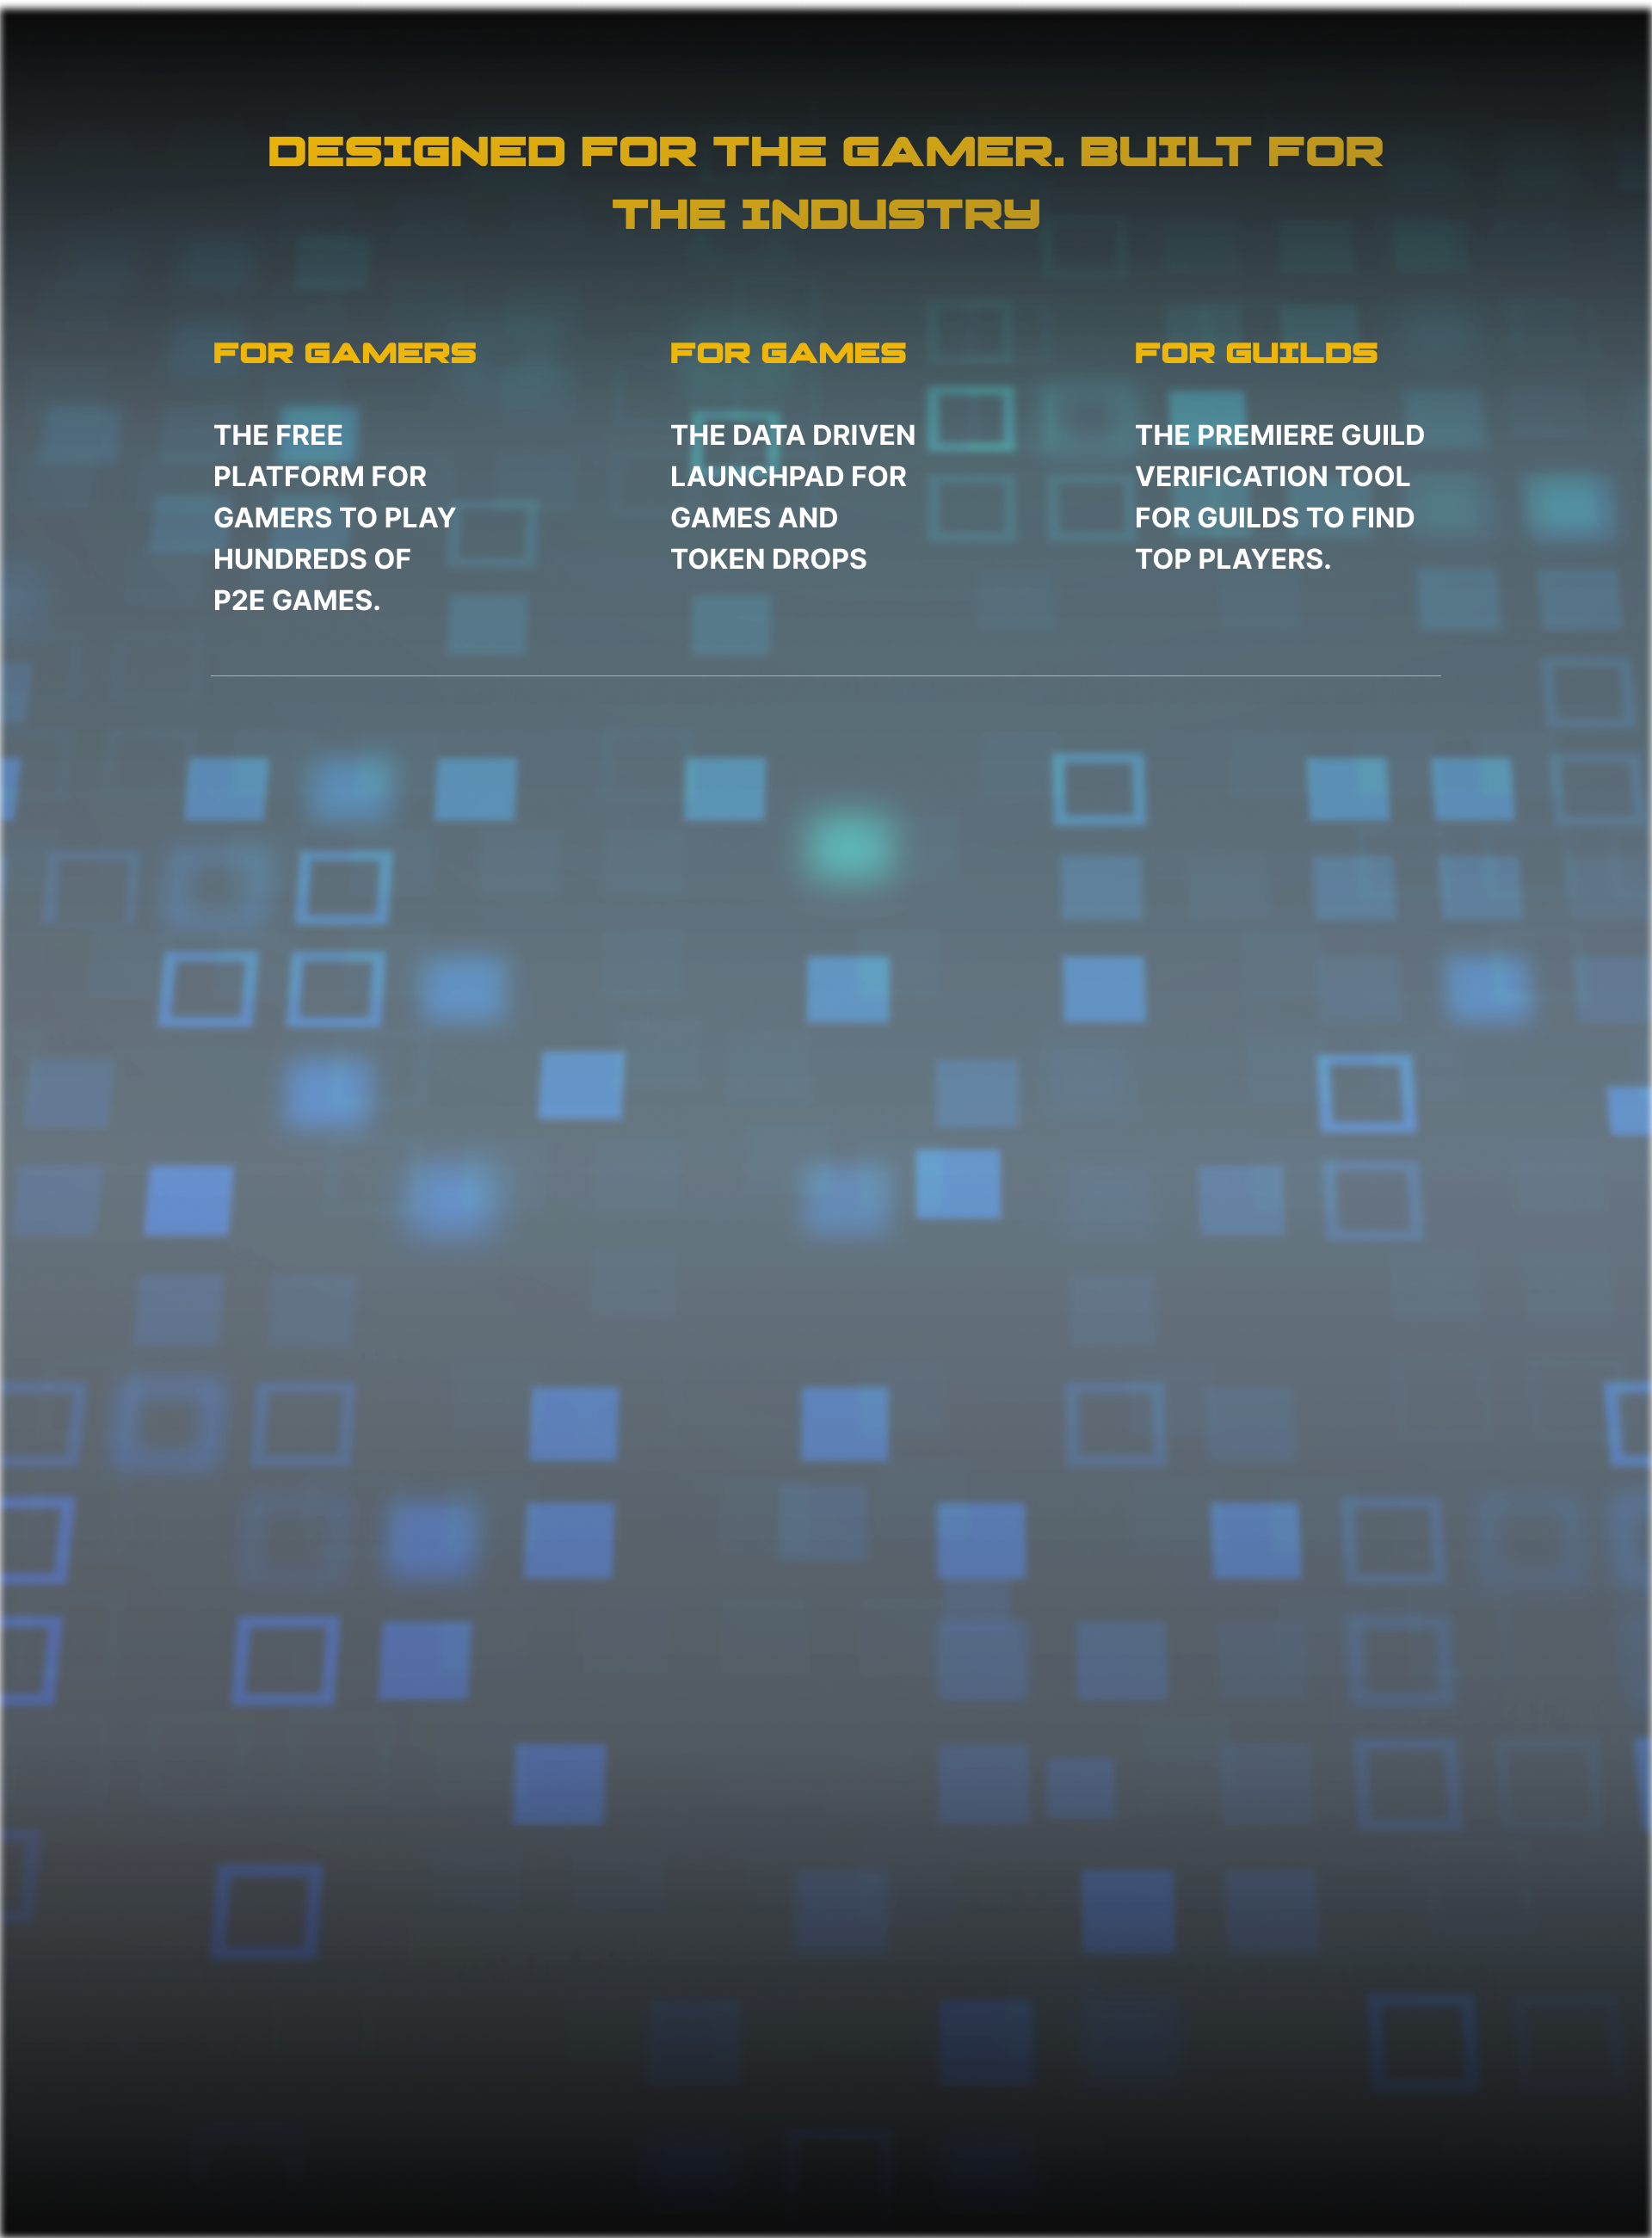 DESIGNED FOR THE GAMER. BUILT FOR
THE INDUSTRY
FOR GAMERS
THE FREE
PLATFORM FOR
GAMERS TO PLAY
HUNDREDS OF
P2E GAMES.
FOR GAMES
THE DATA DRIVEN
LAUNCHPAD FOR
GAMES AND
TOKEN DROPS
FOR GUILDS
THE PREMIERE GUILD
VERIFICATION TOOL
FOR GUILDS TO FIND
TOP PLAYERS.